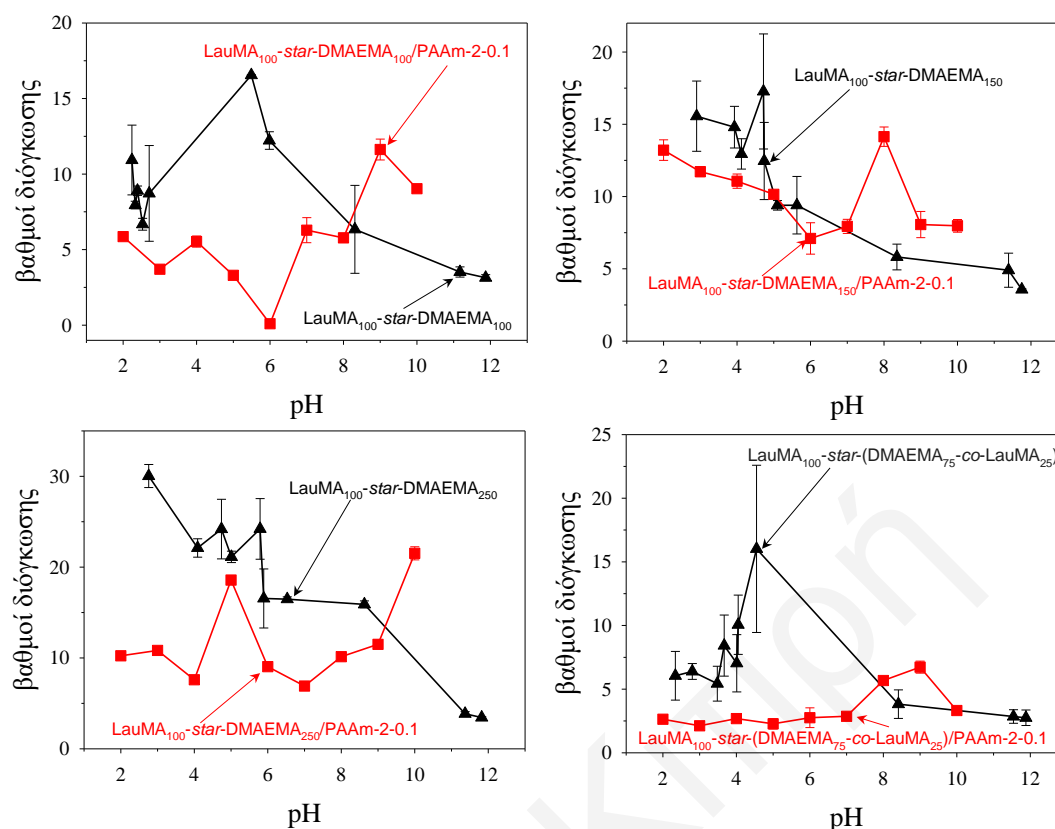 20
15
10
5
0
βαθμοί διόγκωσης
LauMA100-star-DMAEMA100/PAAm-2-0.1
LauMA100-star-DMAEMA100
2 4 6 8 10 12
pH
20
15
10
5
0
βαθμοί διόγκωσης
LauMA100-star-DMAEMA150
LauMA100-star-DMAEMA150/PAAm-2-0.1
2 4 6 8 10 12
pH
30
20
10
0
βαθμοί διόγκωσης
LauMA100-star-DMAEMA250
LauMA100-star-DMAEMA250/PAAm-2-0.1
2 4 6 8 10 12
pH
25
20
15
10
5
0
βαθμοί διόγκωσης
LauMA100-star-(DMAEMA75-co-LauMA25)
LauMA100-star-(DMAEMA75-co-LauMA25)/PAAm-2-0.1
2 4 6 8 10 12
pH